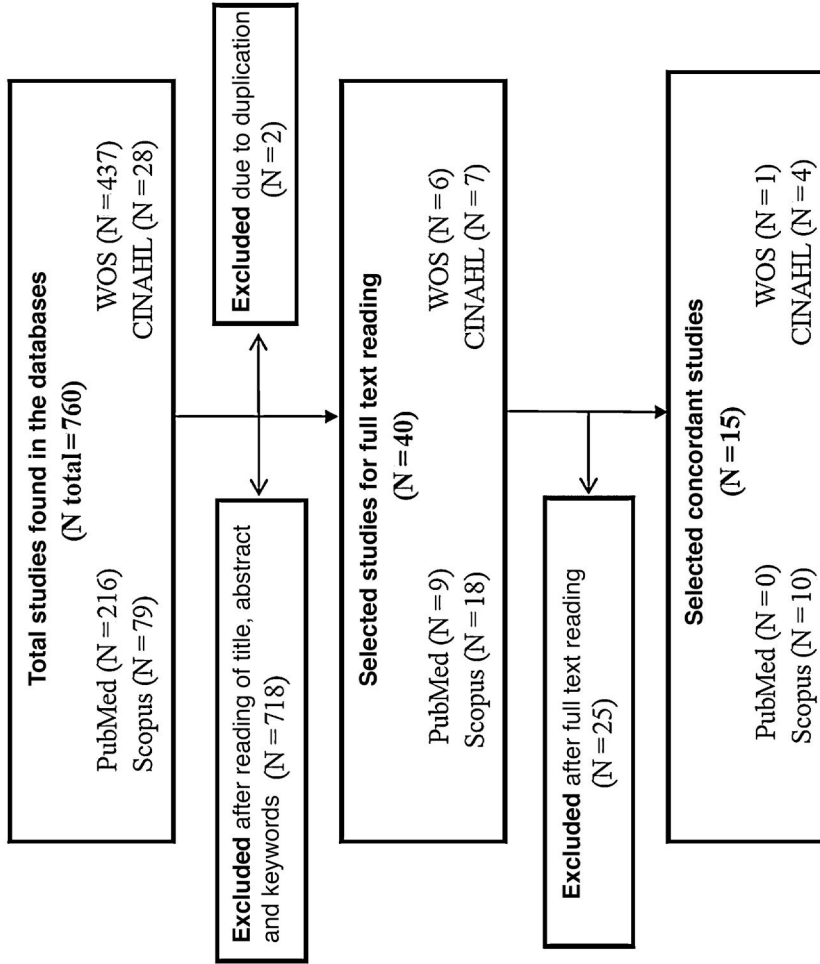 Total studies found in the databases
(N total = 760)
PubMed (N = 216) WOS (N = 437)
Scopus (N = 79) CINAHL (N = 28)
Excluded after reading of title, abstract
and keywords (N = 718)
Excluded due to duplication
(N = 2)
Selected studies for full text reading
(N = 40)
PubMed (N = 9) WOS (N = 6)
Scopus (N = 18) CINAHL (N = 7)
Excluded after full text reading
(N = 25)
Selected concordant studies
(N = 15)
PubMed (N = 0) WOS (N = 1)
Scopus (N = 10) CINAHL (N = 4)